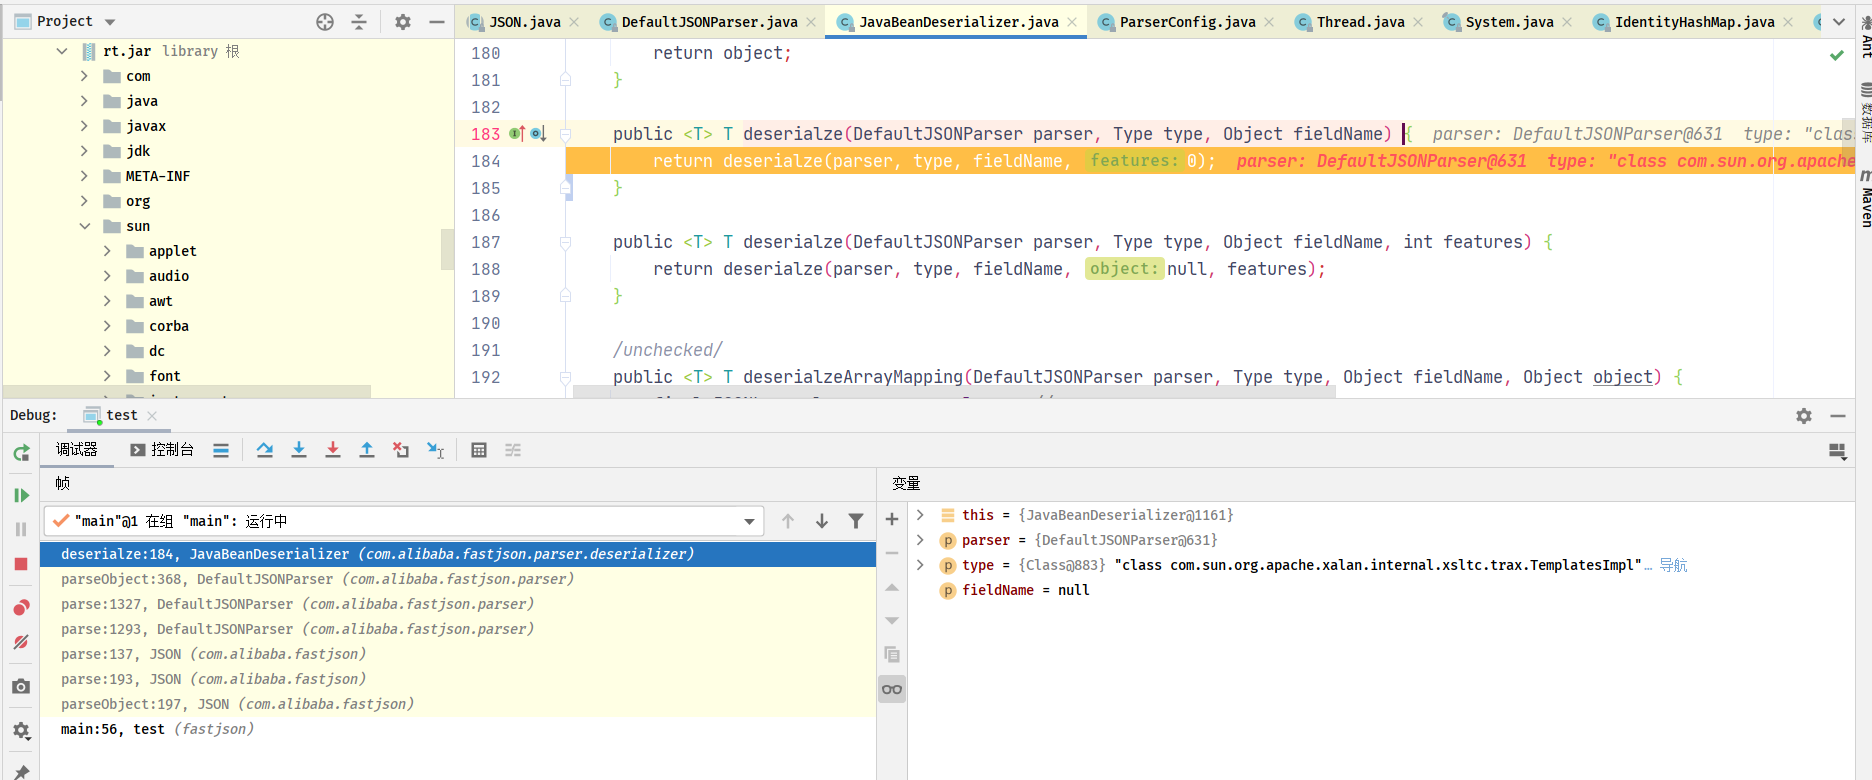 Project
JSON.java
DefaultJSONParser.java
JavaBeanDeserializer.java
ParserConfig.java
Thread.java
System.java
IdentityHashMap.java
rt.jar library 根
com
java
javax
jdk
META-INF
org
sun
applet
audio
awt
corba
dc
font
180 return object;
181 }
182
183 public <T> T deserialze(DefaultJSONParser parser, Type type, Object fieldName) { parser: DefaultJSONParser@631 type: "clas
184 return deserialze(parser, type, fieldName, features: 0); parser: DefaultJSONParser@631 type: "class com.sun.org.apache
185 }
186
187 public <T> T deserialze(DefaultJSONParser parser, Type type, Object fieldName, int features) {
188 return deserialze(parser, type, fieldName, object: null, features);
189 }
190
191 /unchecked/
192 public <T> T deserialzeArrayMapping(DefaultJSONParser parser, Type type, Object fieldName, Object object) {
Ant
数据库
Maven
Debug: test
调试器 控制台
帧
"main"@1 在组 "main": 运行中
deserialze:184, JavaBeanDeserializer (com.alibaba.fastjson.parser.deserializer)
parseObject:368, DefaultJSONParser (com.alibaba.fastjson.parser)
parse:1327, DefaultJSONParser (com.alibaba.fastjson.parser)
parse:1293, DefaultJSONParser (com.alibaba.fastjson.parser)
parse:137, JSON (com.alibaba.fastjson)
parse:193, JSON (com.alibaba.fastjson)
parseObject:197, JSON (com.alibaba.fastjson)
main:56, test (fastjson)
变量
this = {JavaBeanDeserializer@1161}
parser = {DefaultJSONParser@631}
type = {Class@883} "class com.sun.org.apache.xalan.internal.xsltc.trax.TemplatesImpl"... 导航
fieldName = null